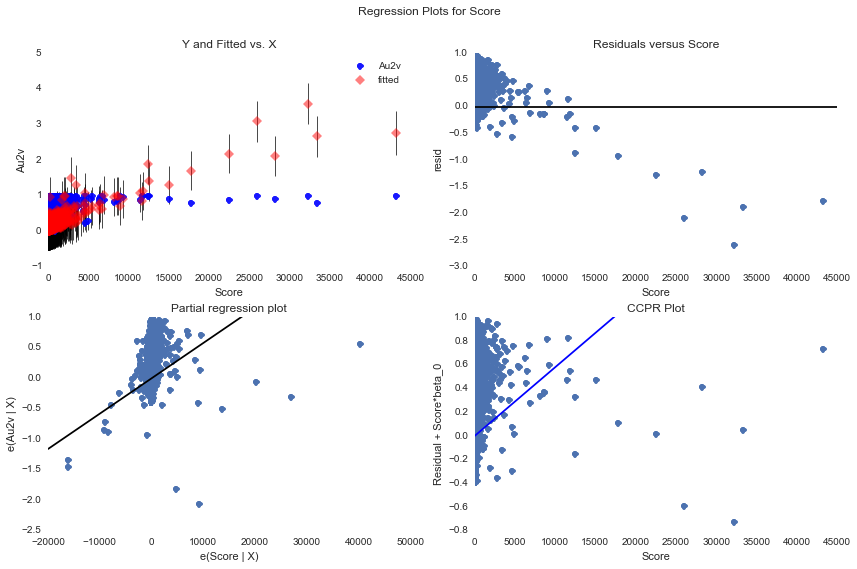 Regression Plots for Score
Y and Fitted vs. X
5
4
3
2
1
0
−1
Au2v
Au2v
fitted
0 5000 10000 15000 20000 25000 30000 35000 40000 45000
Score
Residuals versus Score
1.0
0.5
0.0
−0.5
−1.0
−1.5
−2.0
−2.5
−3.0
resid
0 5000 10000 15000 20000 25000 30000 35000 40000 45000
Score
Partial regression plot
1.0
0.5
0.0
−0.5
−1.0
−1.5
−2.0
−2.5
e(Au2v | X)
−20000 −10000 0 10000 20000 30000 40000 50000
e(Score | X)
CCPR Plot
1.0
0.8
0.6
0.4
0.2
0.0
−0.2
−0.4
−0.6
−0.8
Residual + Score*beta_0
0 5000 10000 15000 20000 25000 30000 35000 40000 45000
Score